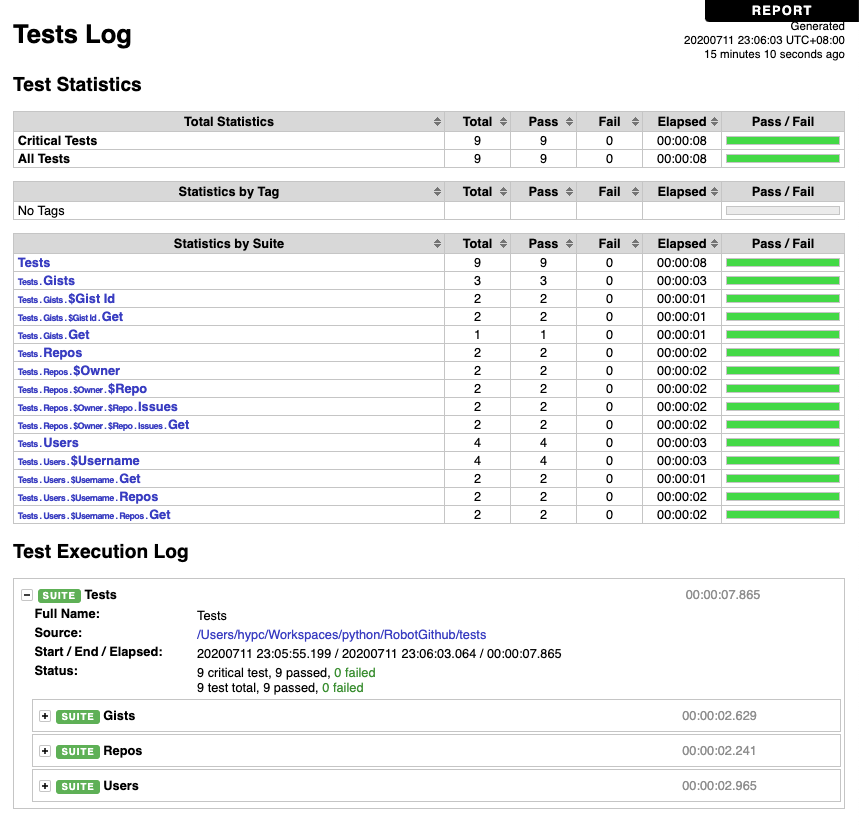 REPORT
Tests Log
Generated
20200711 23:06:03 UTC+08:00
15 minutes 10 seconds ago
Test Statistics
Total Statistics Total Pass Fail Elapsed Pass / Fail
Critical Tests 9 9 0 00:00:08
All Tests 9 9 0 00:00:08
Statistics by Tag Total Pass Fail Elapsed Pass / Fail
No Tags
Statistics by Suite Total Pass Fail Elapsed Pass / Fail
Tests 9 9 0 00:00:08
Tests . Gists 3 3 0 00:00:03
Tests . Gists . $Gist Id 2 2 0 00:00:01
Tests . Gists . $Gist Id . Get 2 2 0 00:00:01
Tests . Gists . Get 1 1 0 00:00:01
Tests . Repos 2 2 0 00:00:02
Tests . Repos . $Owner 2 2 0 00:00:02
Tests . Repos . $Owner . $Repo 2 2 0 00:00:02
Tests . Repos . $Owner . $Repo . Issues 2 2 0 00:00:02
Tests . Repos . $Owner . $Repo . Issues . Get 2 2 0 00:00:02
Tests . Users 4 4 0 00:00:03
Tests . Users . $Username 4 4 0 00:00:03
Tests . Users . $Username . Get 2 2 0 00:00:01
Tests . Users . $Username . Repos 2 2 0 00:00:02
Tests . Users . $Username . Repos . Get 2 2 0 00:00:02
Test Execution Log
SUITE Tests 00:00:07.865
Full Name: Tests
Source: /Users/hypc/Workspaces/python/RobotGithub/tests
Start / End / Elapsed: 20200711 23:05:55.199 / 20200711 23:06:03.064 / 00:00:07.865
Status: 9 critical test, 9 passed, 0 failed
9 test total, 9 passed, 0 failed
SUITE Gists 00:00:02.629
SUITE Repos 00:00:02.241
SUITE Users 00:00:02.965